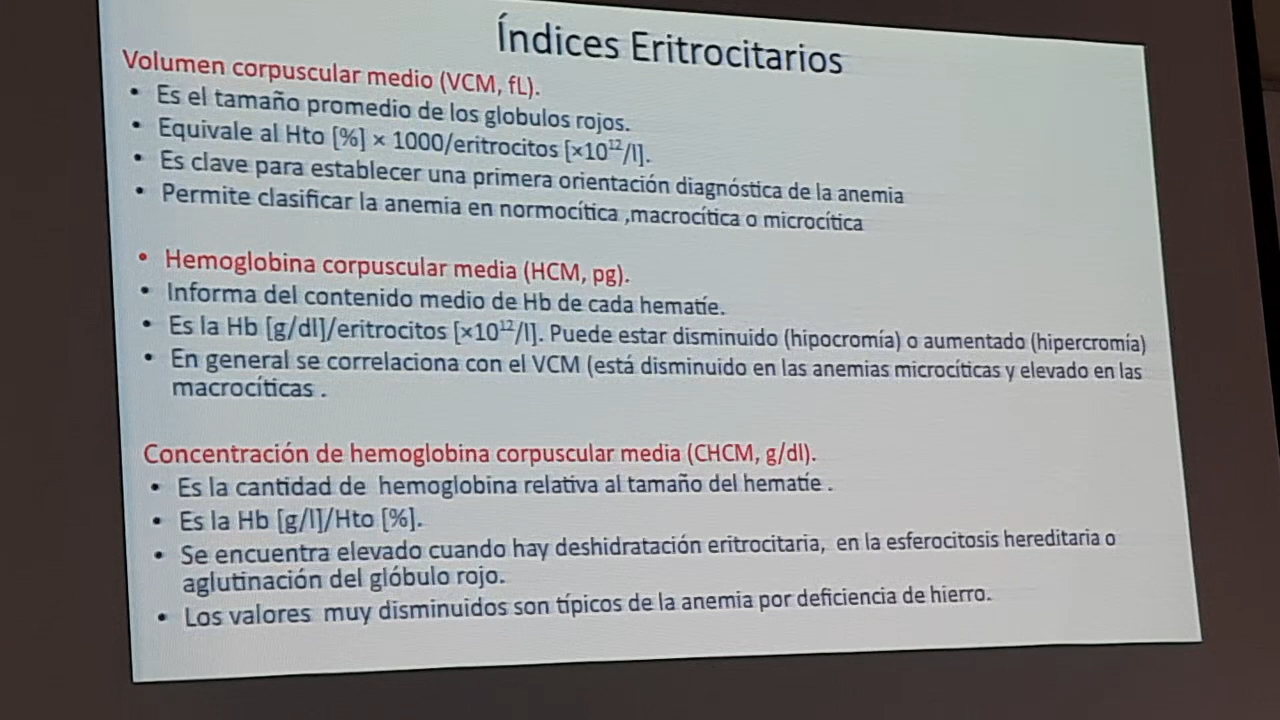 Índices Eritrocitarios
Volumen corpuscular medio (VCM, fL).
• Es el tamaño promedio de los globulos rojos.
• Equivale al Hto [%] × 1000/eritrocitos [×10¹²/l].
• Es clave para establecer una primera orientación diagnóstica de la anemia
• Permite clasificar la anemia en normocítica ,macrocítica o microcítica
• Hemoglobina corpuscular media (HCM, pg).
• Informa del contenido medio de Hb de cada hematíe.
• Es la Hb [g/dl]/eritrocitos [×10¹²/l]. Puede estar disminuido (hipocromía) o aumentado (hipercromía)
• En general se correlaciona con el VCM (está disminuido en las anemias microcíticas y elevado en las
macrocíticas .
Concentración de hemoglobina corpuscular media (CHCM, g/dl).
• Es la cantidad de hemoglobina relativa al tamaño del hematíe .
• Es la Hb [g/l]/Hto [%].
• Se encuentra elevado cuando hay deshidratación eritrocitaria, en la esferocitosis hereditaria o
aglutinación del glóbulo rojo.
• Los valores muy disminuidos son típicos de la anemia por deficiencia de hierro.